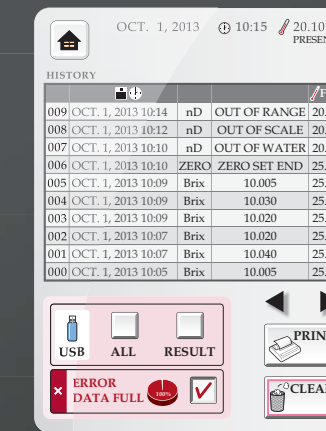 OCT. 1, 2013 10:15 20.10
PRESEN
HISTORY
009 OCT. 1, 2013 10:14 nD OUT OF RANGE 20.
008 OCT. 1, 2013 10:12 nD OUT OF SCALE 20.
007 OCT. 1, 2013 10:10 nD OUT OF WATER 20.
006 OCT. 1, 2013 10:10 ZERO ZERO SET END 25.
005 OCT. 1, 2013 10:09 Brix 10.005 25.
004 OCT. 1, 2013 10:09 Brix 10.030 25.
003 OCT. 1, 2013 10:09 Brix 10.020 25.
002 OCT. 1, 2013 10:07 Brix 10.020 25.
001 OCT. 1, 2013 10:07 Brix 10.040 25.
000 OCT. 1, 2013 10:05 Brix 10.005 25.
USB ALL RESULT
PRIN
ERROR
DATA FULL 100%
CLEA